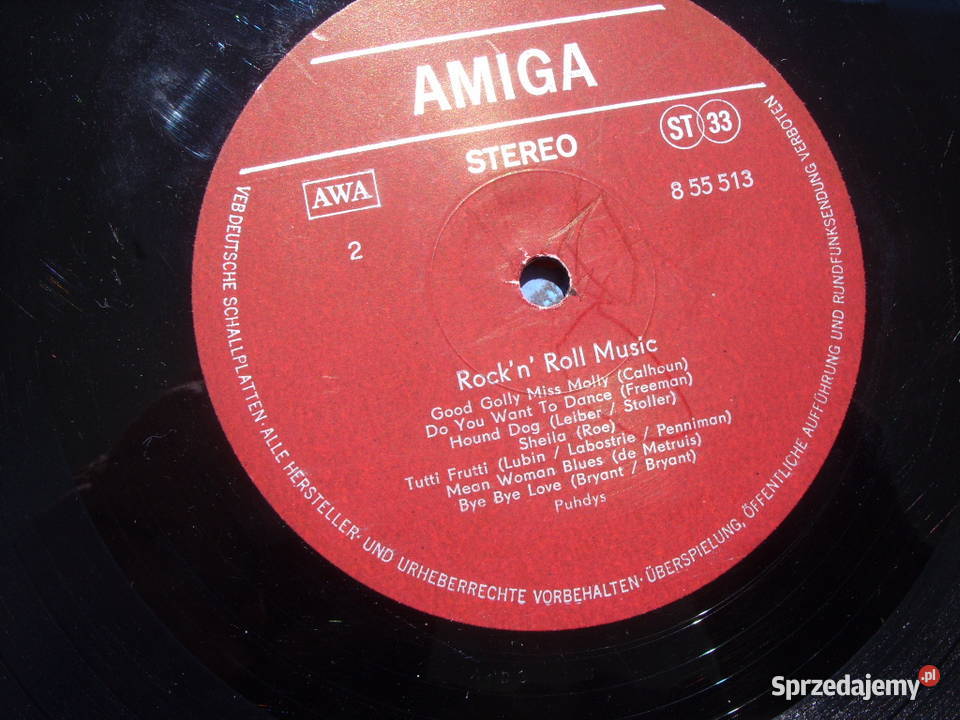 AMIGA
STEREO
ST 33
AWA
8 55 513
2
Rock'n' Roll Music
Good Golly Miss Molly (Calhoun)
Do You Want To Dance (Freeman)
Hound Dog (Leiber / Stoller)
Sheila (Roe)
Tutti Frutti (Lubin / Labostrie / Penniman)
Mean Woman Blues (de Metruis)
Bye Bye Love (Bryant / Bryant)
Puhdys
VEB DEUTSCHE SCHALLPLATTEN · ALLE HERSTELLER- UND URHEBERRECHTE VORBEHALTEN · ÜBERSPIELUNG, ÖFFENTLICHE AUFFÜHRUNG UND RUNDFUNKSENDUNG VERBOTEN
Sprzedajemy.pl